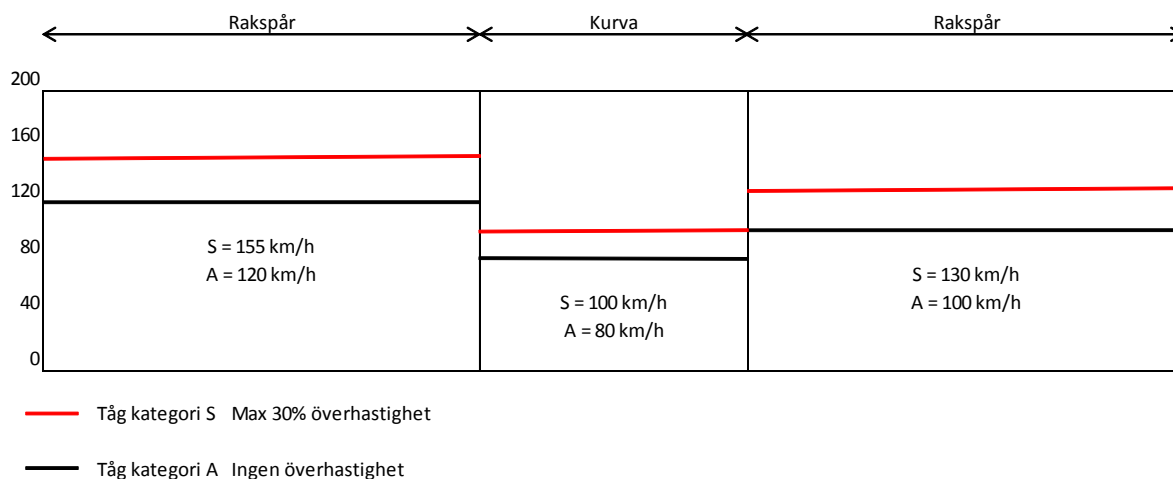 Rakspår Kurva Rakspår
200
160
120
80
40
0
S = 155 km/h
A = 120 km/h
S = 100 km/h
A = 80 km/h
S = 130 km/h
A = 100 km/h
Tåg kategori S Max 30% överhastighet
Tåg kategori A Ingen överhastighet